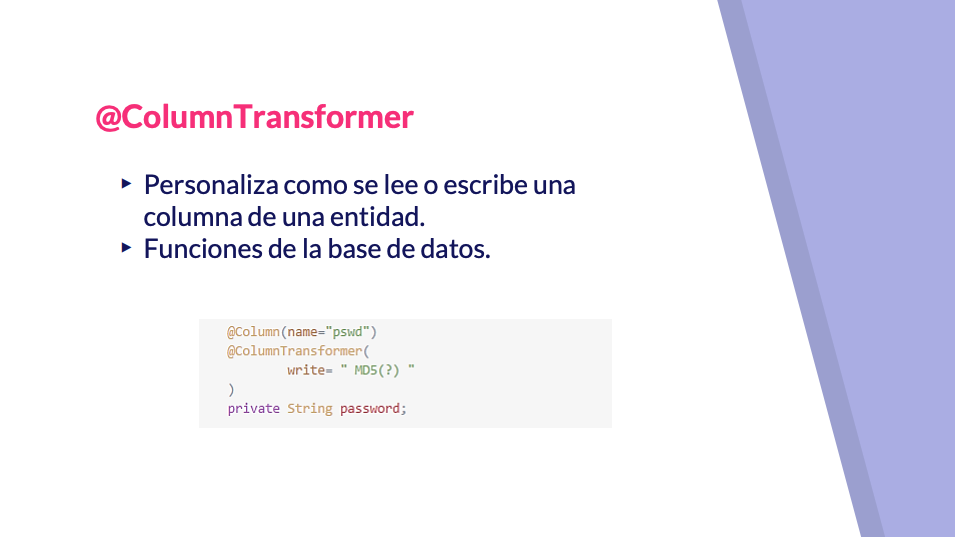 @ColumnTransformer
▸ Personaliza como se lee o escribe una
columna de una entidad.
▸ Funciones de la base de datos.
@Column(name="pswd")
@ColumnTransformer(
write= " MD5(?) "
)
private String password;